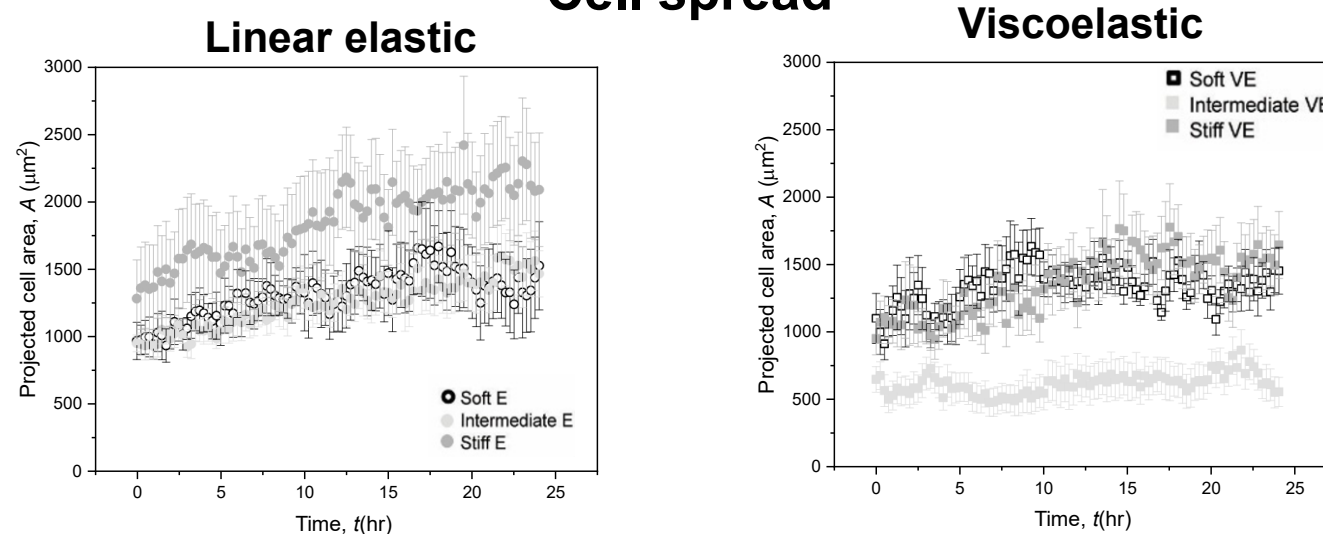 Cell spread
Linear elastic
Viscoelastic
3000
2500
2000
1500
1000
500
0
Projected cell area, A (μm2)
Soft E
Intermediate E
Stiff E
0 5 10 15 20 25
Time, t(hr)
3000
2500
2000
1500
1000
500
0
Projected cell area, A (μm2)
Soft VE
Intermediate VE
Stiff VE
0 5 10 15 20 25
Time, t(hr)